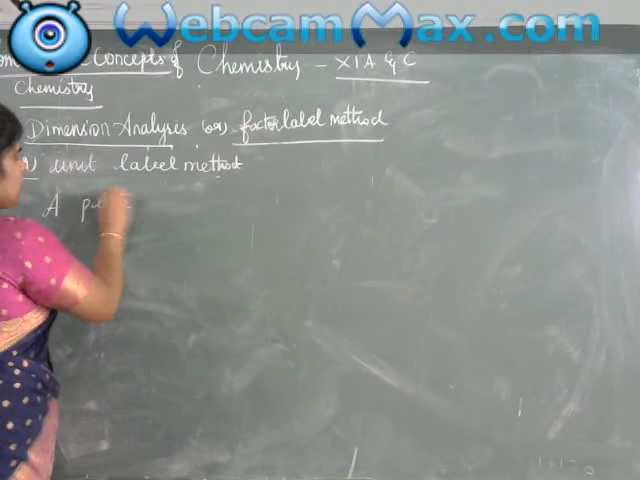 WebcamMax.com
Concepts of Chemistry - XI A & C
Chemistry
Dimension Analyses (or) factor label method
unit label method
A